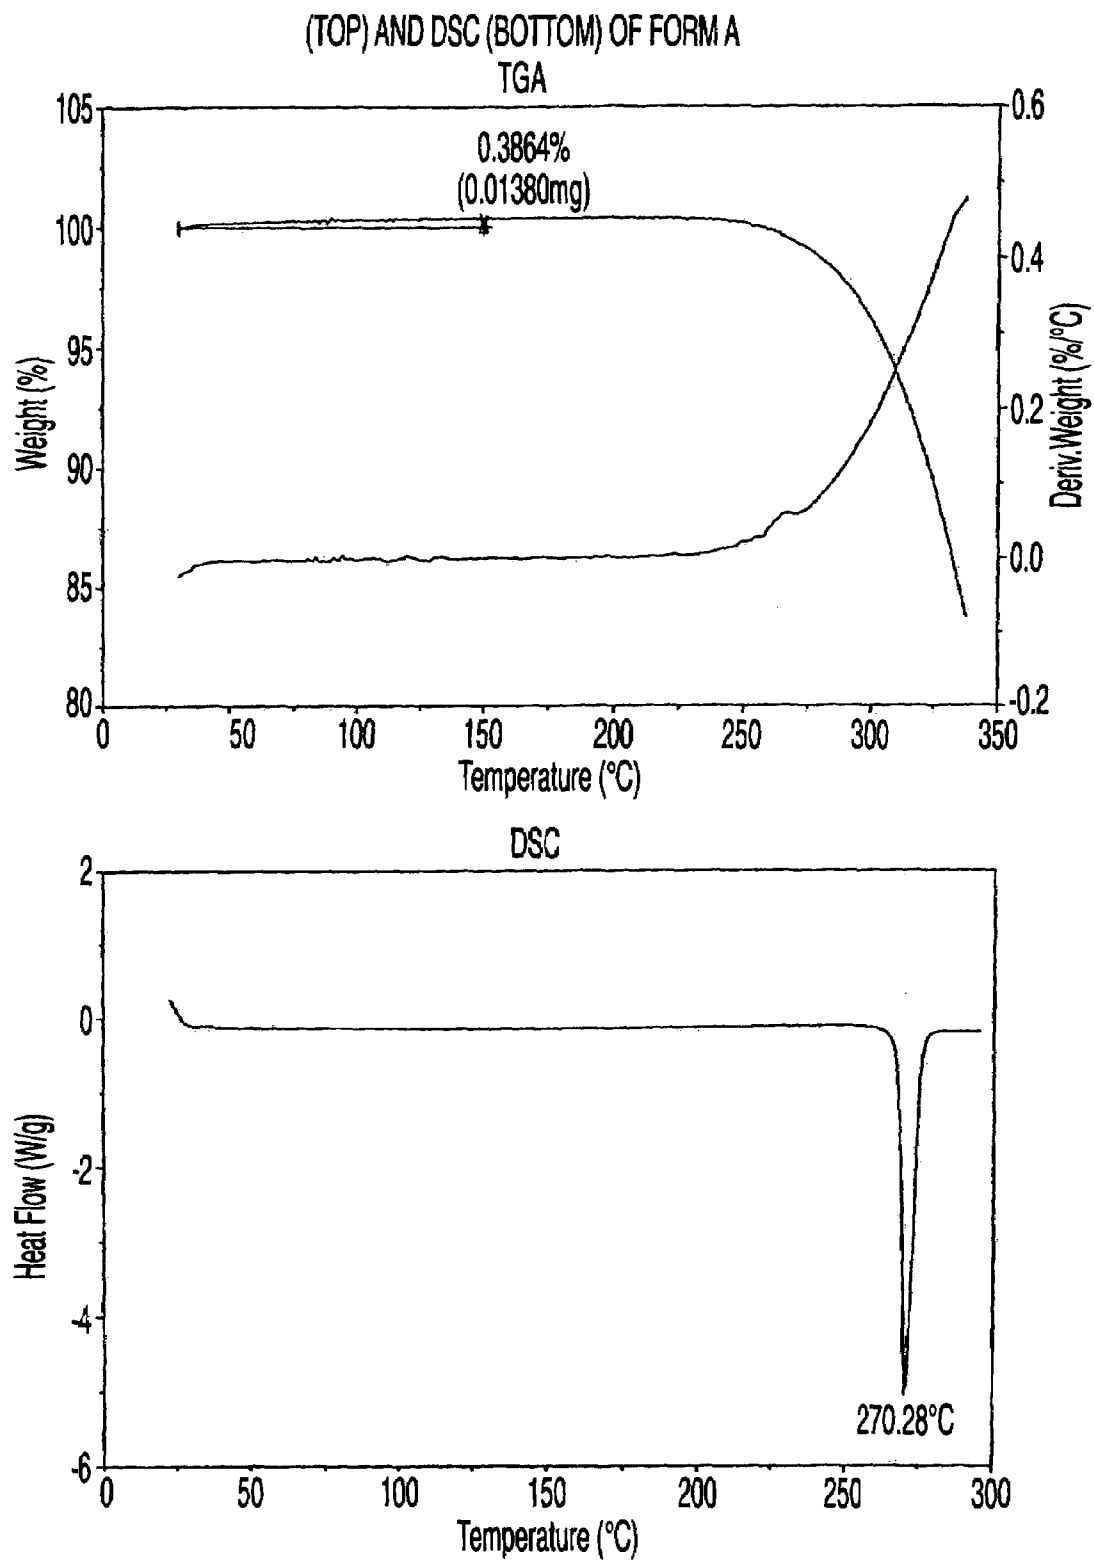 (TOP) AND DSC (BOTTOM) OF FORM A
TGA
105
100
95
90
85
80
0.6
0.4
0.2
0.0
-0.2
0.3864%
(0.01380mg)
Weight (%)
Deriv.Weight (%/°C)
0 50 100 150 200 250 300 350
Temperature (°C)
DSC
2
0
-2
-4
-6
Heat Flow (W/g)
270.28°C
0 50 100 150 200 250 300
Temperature (°C)